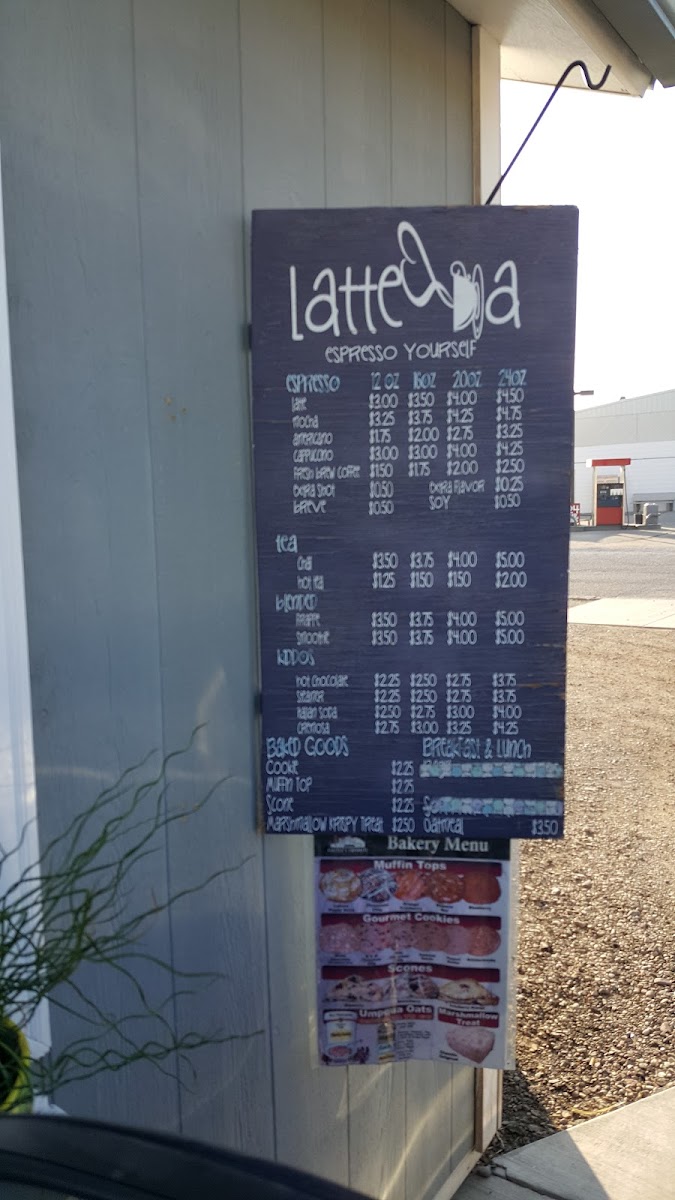 Latte Da
ESPRESSO YOURSELF
ESPRESSO 12 OZ 16OZ 20OZ 24OZ
Latte $3.00 $3.50 $4.00 $4.50
Mocha $3.25 $3.75 $4.25 $4.75
americano $1.75 $2.00 $2.75 $3.25
cappuccino $3.00 $3.00 $4.00 $4.25
Fresh Brew Coffee $1.50 $1.75 $2.00 $2.50
extra shot $0.50 extra Flavor $0.25
breve $0.50 SOY $0.50
tea
Chai $3.50 $3.75 $4.00 $5.00
hot tea $1.25 $1.50 $1.50 $2.00
blended
Frappe $3.50 $3.75 $4.00 $5.00
Smoothie $3.50 $3.75 $4.00 $5.00
KIDDOS
Hot Chocolate $2.25 $2.50 $2.75 $3.75
Steamer $2.25 $2.50 $2.75 $3.75
Italian Soda $2.50 $2.75 $3.00 $4.00
Cremosa $2.75 $3.00 $3.25 $4.25
BAKED GOODS Breakfast & Lunch
Cookie $2.25
Muffin Top $2.25
Scone $2.25
Marshmallow Krispy Treat $2.50 Oatmeal $3.50
Bakery Menu
Muffin Tops
Gourmet Cookies
Scones
Umpqua Oats Marshmallow
Treat